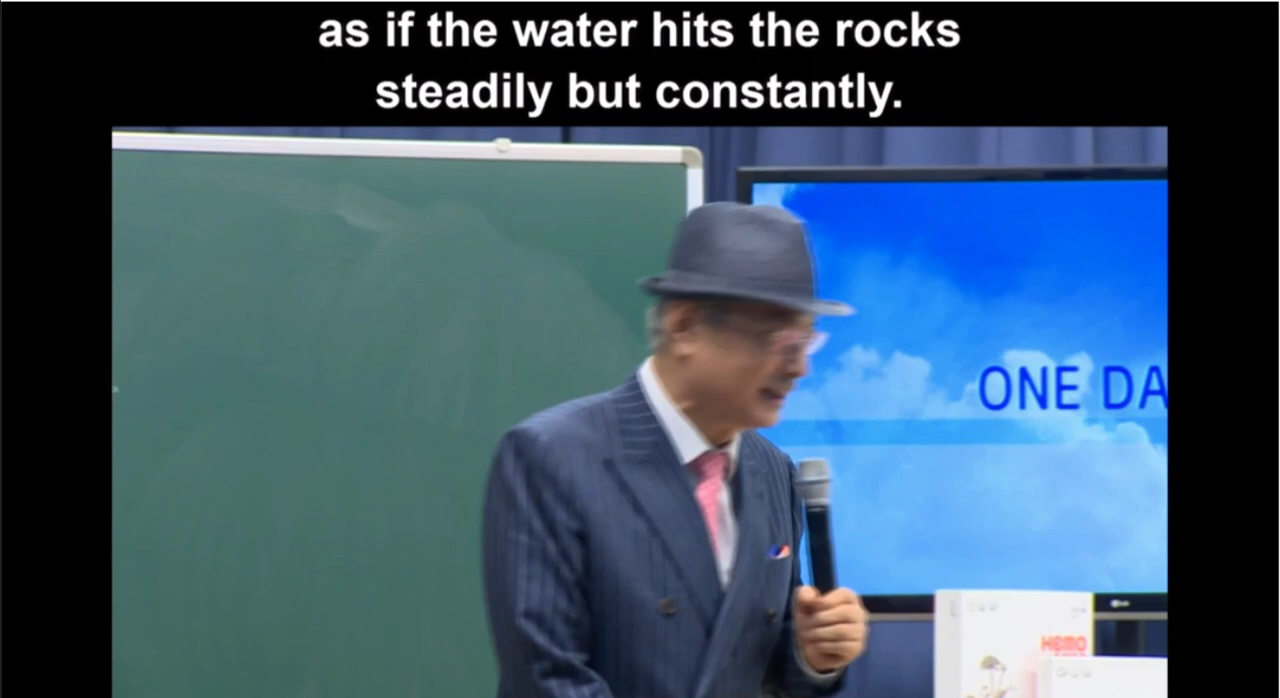 as if the water hits the rocks
steadily but constantly.
ONE DA
HEMO